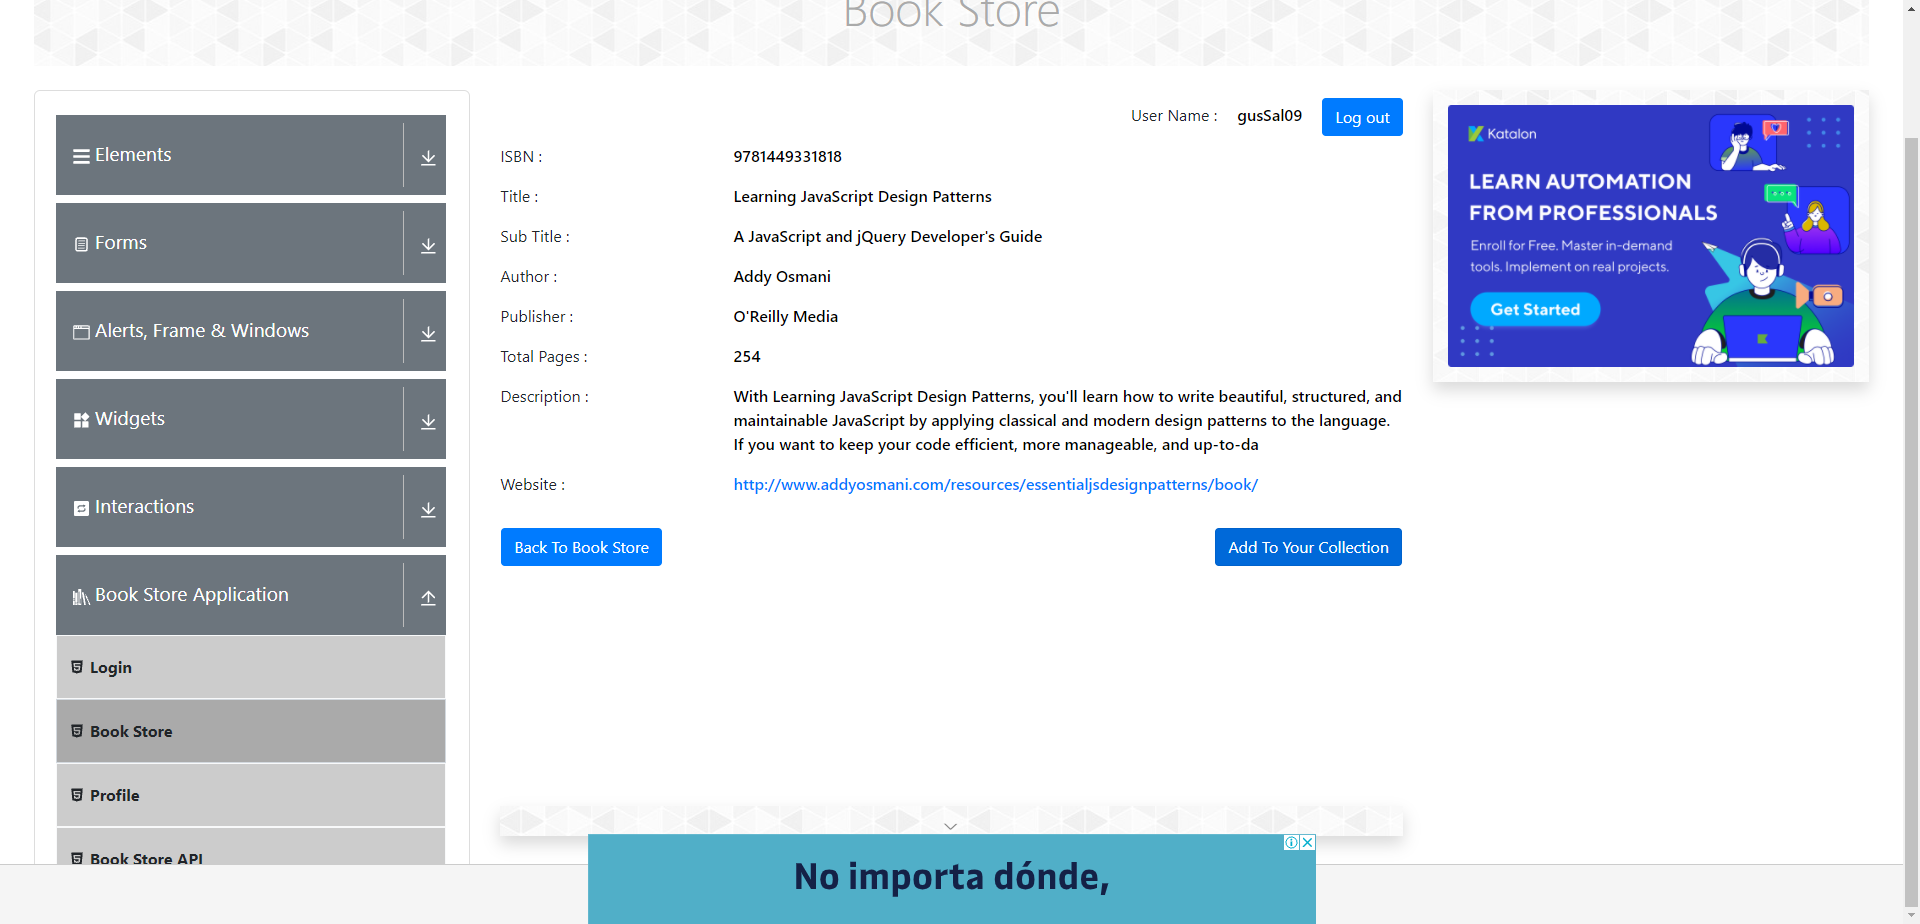 Book Store
Elements
Forms
Alerts, Frame & Windows
Widgets
Interactions
Book Store Application
Login
Book Store
Profile
Book Store API
User Name : gusSal09 Log out
ISBN : 9781449331818
Title : Learning JavaScript Design Patterns
Sub Title : A JavaScript and jQuery Developer's Guide
Author : Addy Osmani
Publisher : O'Reilly Media
Total Pages : 254
Description : With Learning JavaScript Design Patterns, you'll learn how to write beautiful, structured, and
maintainable JavaScript by applying classical and modern design patterns to the language.
If you want to keep your code efficient, more manageable, and up-to-da
Website : http://www.addyosmani.com/resources/essentialjsdesignpatterns/book/
Back To Book Store Add To Your Collection
Katalon
LEARN AUTOMATION
FROM PROFESSIONALS
Enroll for Free. Master in-demand
tools. Implement on real projects.
Get Started
No importa dónde,